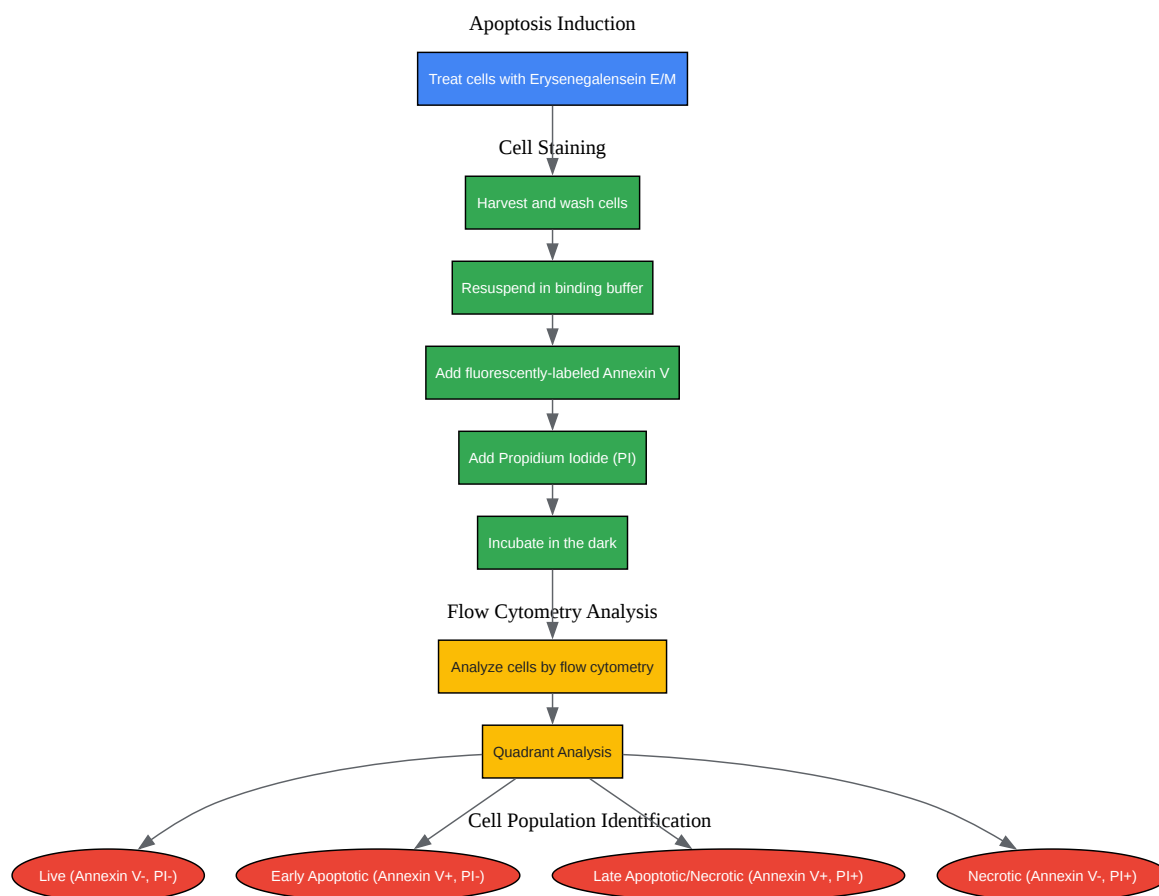 Apoptosis Induction
Treat cells with Erysenegalensein E/M
Cell Staining
Harvest and wash cells
Resuspend in binding buffer
Add fluorescently-labeled Annexin V
Add Propidium Iodide (PI)
Incubate in the dark
Flow Cytometry Analysis
Analyze cells by flow cytometry
Quadrant Analysis
Cell Population Identification
Live (Annexin V-, PI-)
Early Apoptotic (Annexin V+, PI-)
Late Apoptotic/Necrotic (Annexin V+, PI+)
Necrotic (Annexin V-, PI+)